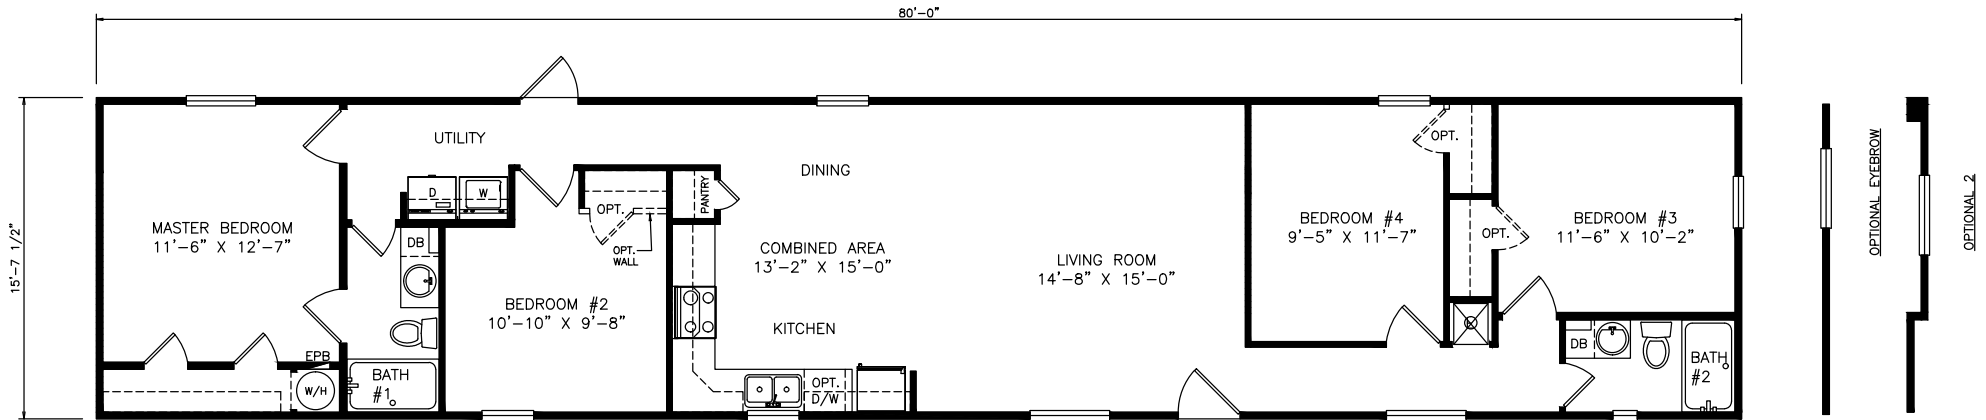 80'-0"
15'-7 1/2"
UTILITY
D
W
MASTER BEDROOM
11'-6" X 12'-7"
DB
OPT.
OPT.
WALL
PANTRY
DINING
COMBINED AREA
13'-2" X 15'-0"
KITCHEN
LIVING ROOM
14'-8" X 15'-0"
BEDROOM #2
10'-10" X 9'-8"
EPB
W/H
BATH
#1
OPT.
D/W
BEDROOM #4
9'-5" X 11'-7"
OPT.
OPT.
BEDROOM #3
11'-6" X 10'-2"
DB
BATH
#2
OPTIONAL EYEBROW
OPTIONAL 2